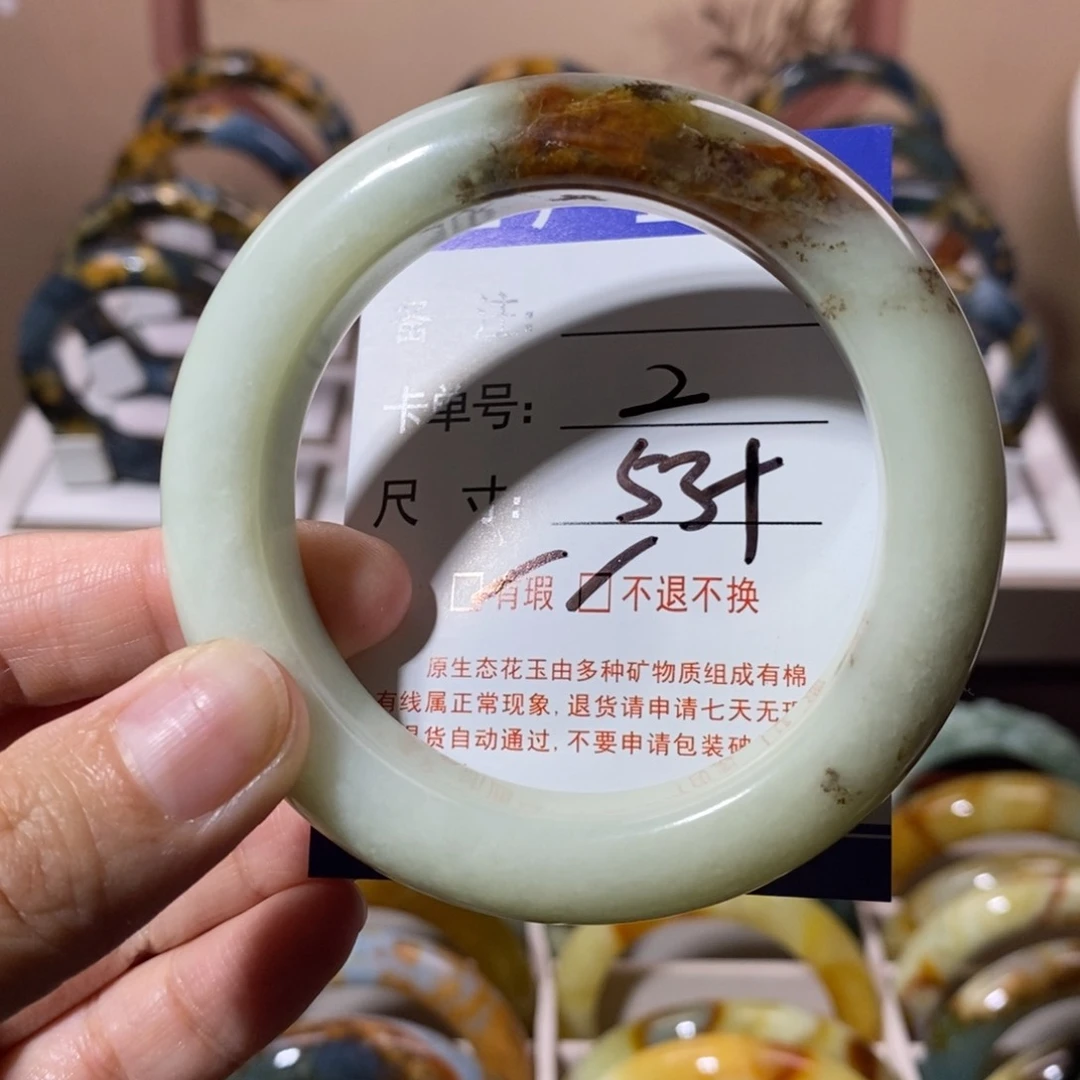 备 注:
卡单号: 2
尺 寸: 53+
有瑕 不退不换
原生态花玉由多种矿物质组成有棉
有线属正常现象, 退货请申请七天无
货自动通过, 不要申请包装破